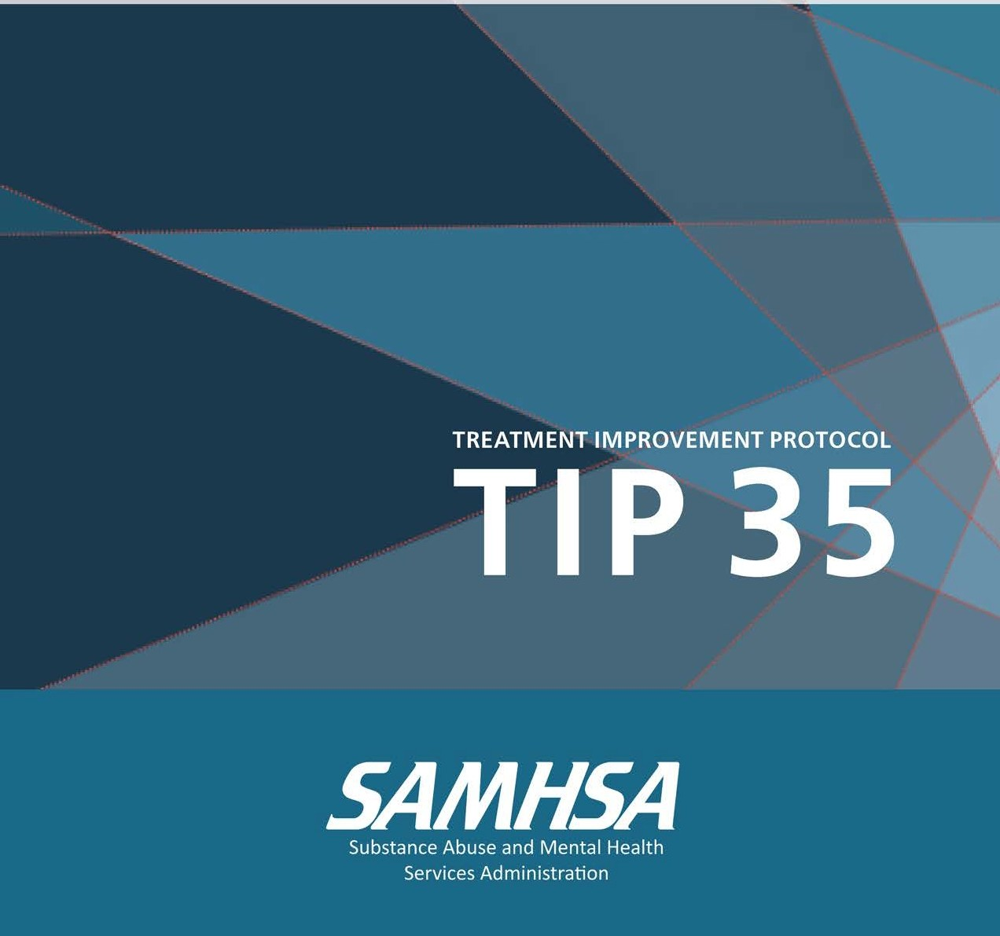 TREATMENT IMPROVEMENT PROTOCOL
TIP 35
SAMHSA
Substance Abuse and Mental Health
Services Administration